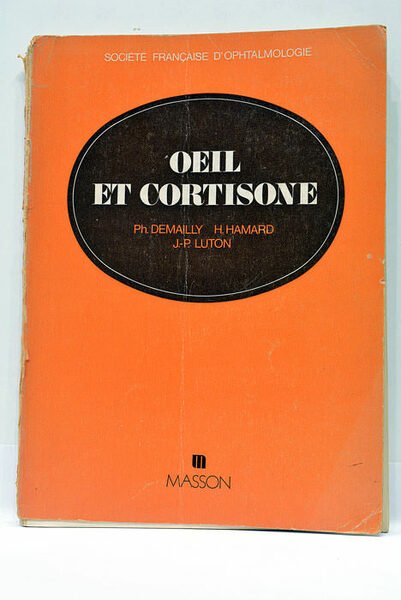 SOCIÉTÉ FRANÇAISE D'OPHTALMOLOGIE
OEIL
ET CORTISONE
Ph. DEMAILLY H. HAMARD
J.-P. LUTON
MASSON